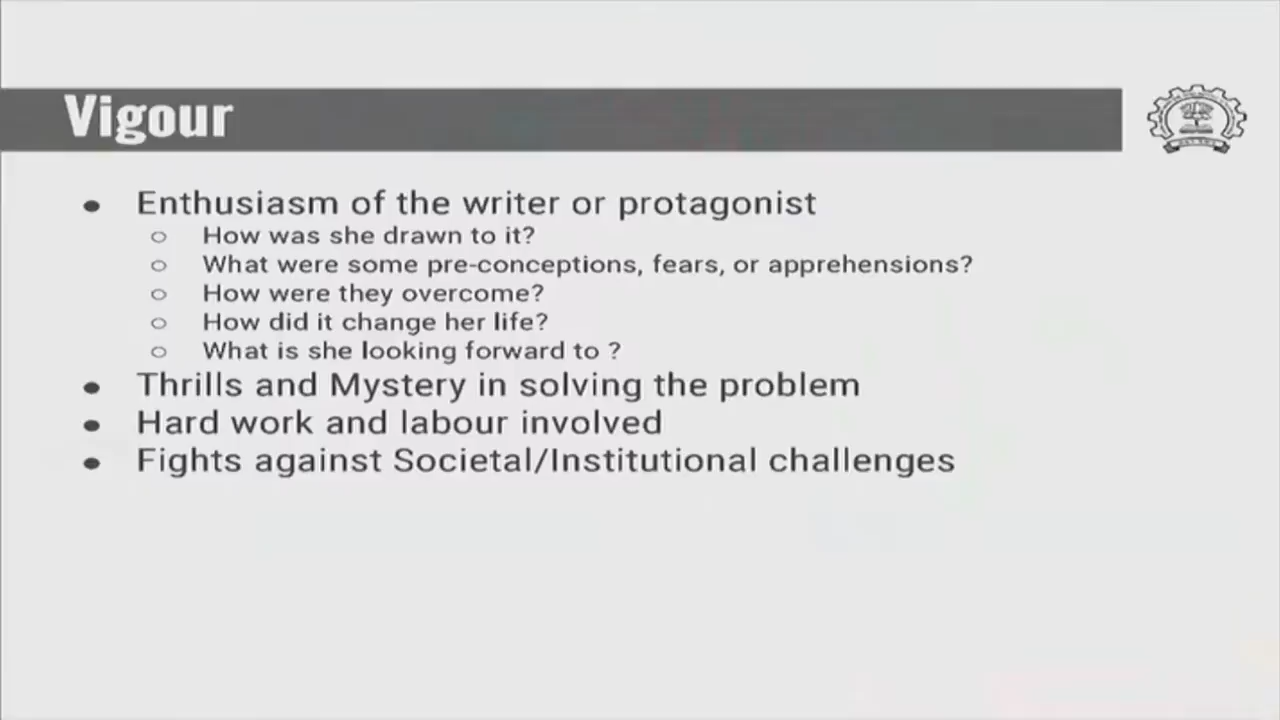 Vigour
● Enthusiasm of the writer or protagonist
○ How was she drawn to it?
○ What were some pre-conceptions, fears, or apprehensions?
○ How were they overcome?
○ How did it change her life?
○ What is she looking forward to ?
● Thrills and Mystery in solving the problem
● Hard work and labour involved
● Fights against Societal/Institutional challenges